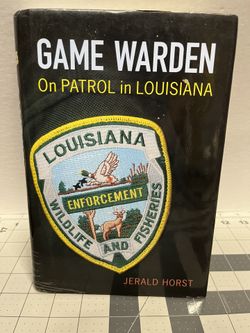 GAME WARDEN
On PATROL in LOUISIANA
LOUISIANA
ENFORCEMENT
WILDLIFE AND FISHERIES
JERALD HORST